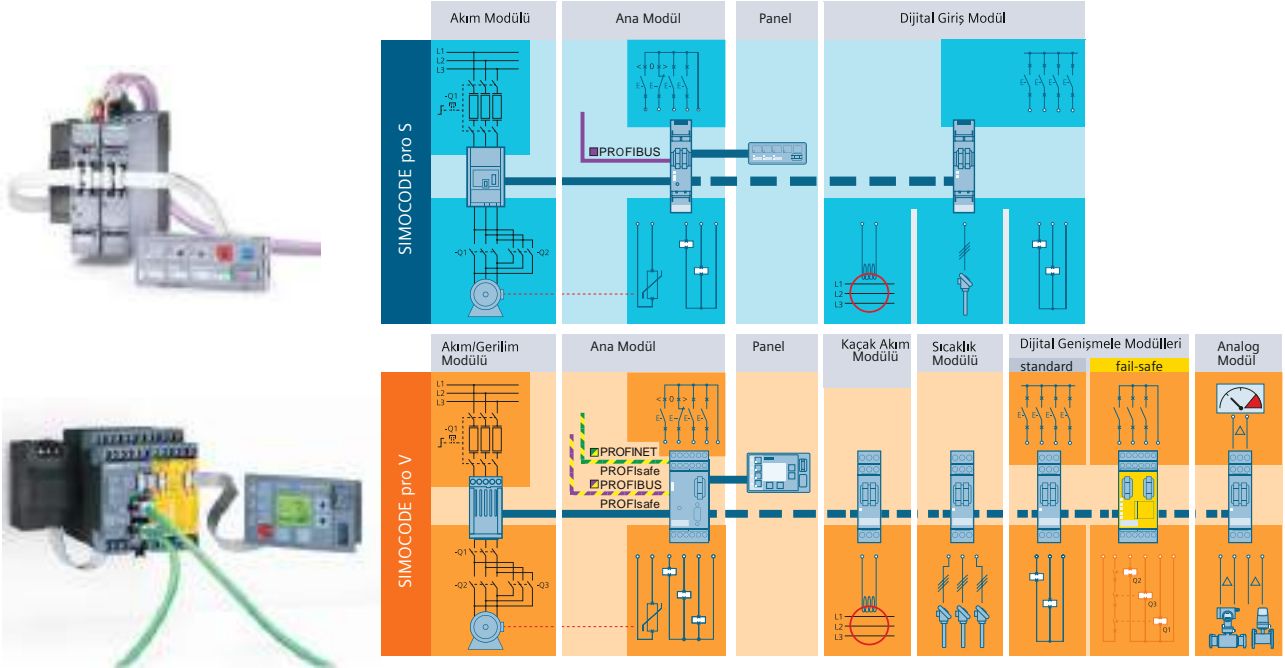 Akım Modülü
Ana Modül
Panel
Dijital Giriş Modül
SIMOCODE pro S
L1
L2
L3
-Q1
<×O×>
E
E
E
E
PROFIBUS
-Q1
-Q2
L1
L2
L3
Akım/Gerilim
Modülü
Ana Modül
Panel
Kaçak Akım
Modülü
Sıcaklık
Modülü
Dijital Genişmele Modülleri
standard
fail-safe
Analog
Modül
SIMOCODE pro V
L1
L2
L3
-Q1
<×O×>
E
E
E
E
PROFINET
PROFIsafe
PROFIBUS
PROFIsafe
-Q1
-Q2
-Q3
L1
L2
L3
Q2
Q3
Q1